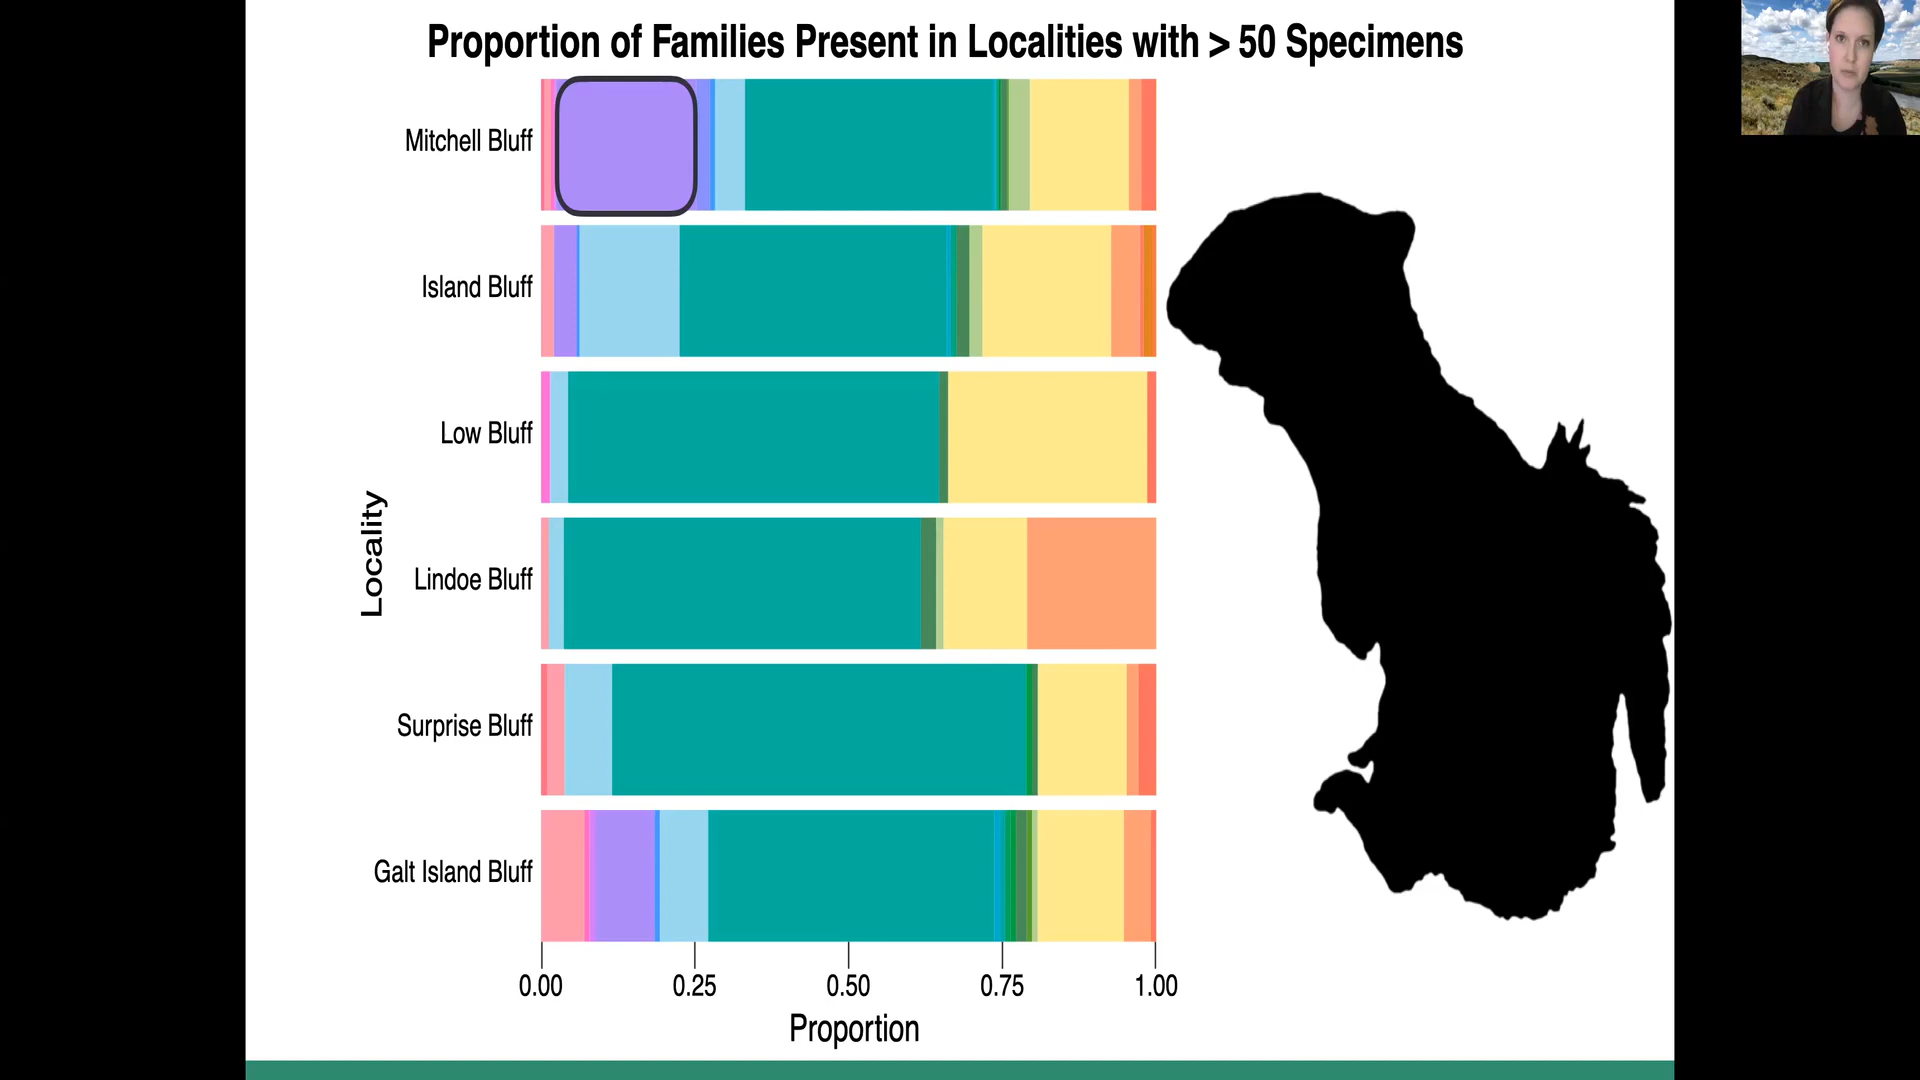 Proportion of Families Present in Localities with > 50 Specimens
Mitchell Bluff
Island Bluff
Low Bluff
Lindoe Bluff
Surprise Bluff
Galt Island Bluff
Locality
0.00 0.25 0.50 0.75 1.00
Proportion